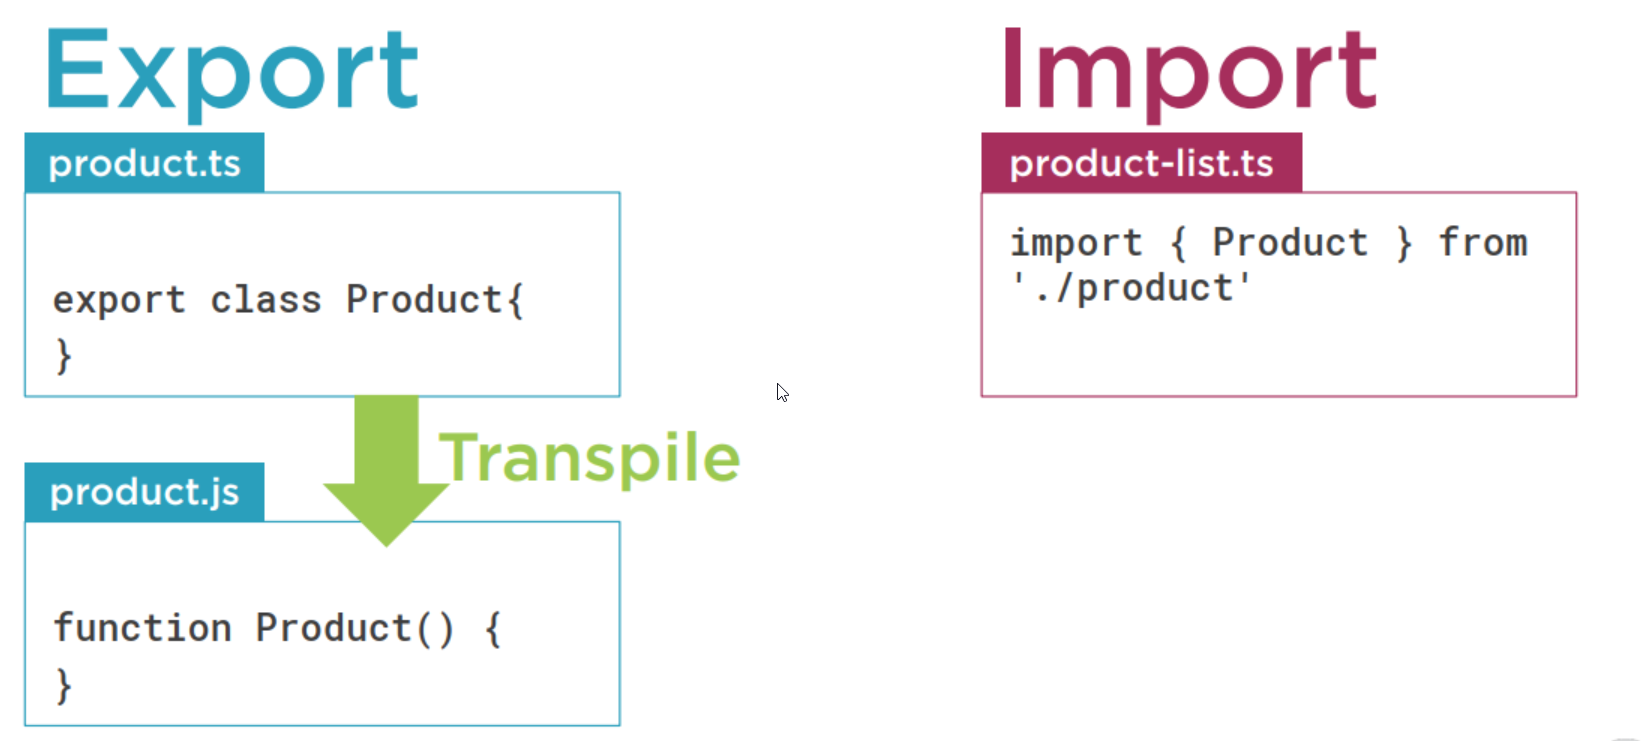 Export
product.ts
export class Product{
}
Transpile
product.js
function Product() {
}
Import
product-list.ts
import { Product } from
'./product'